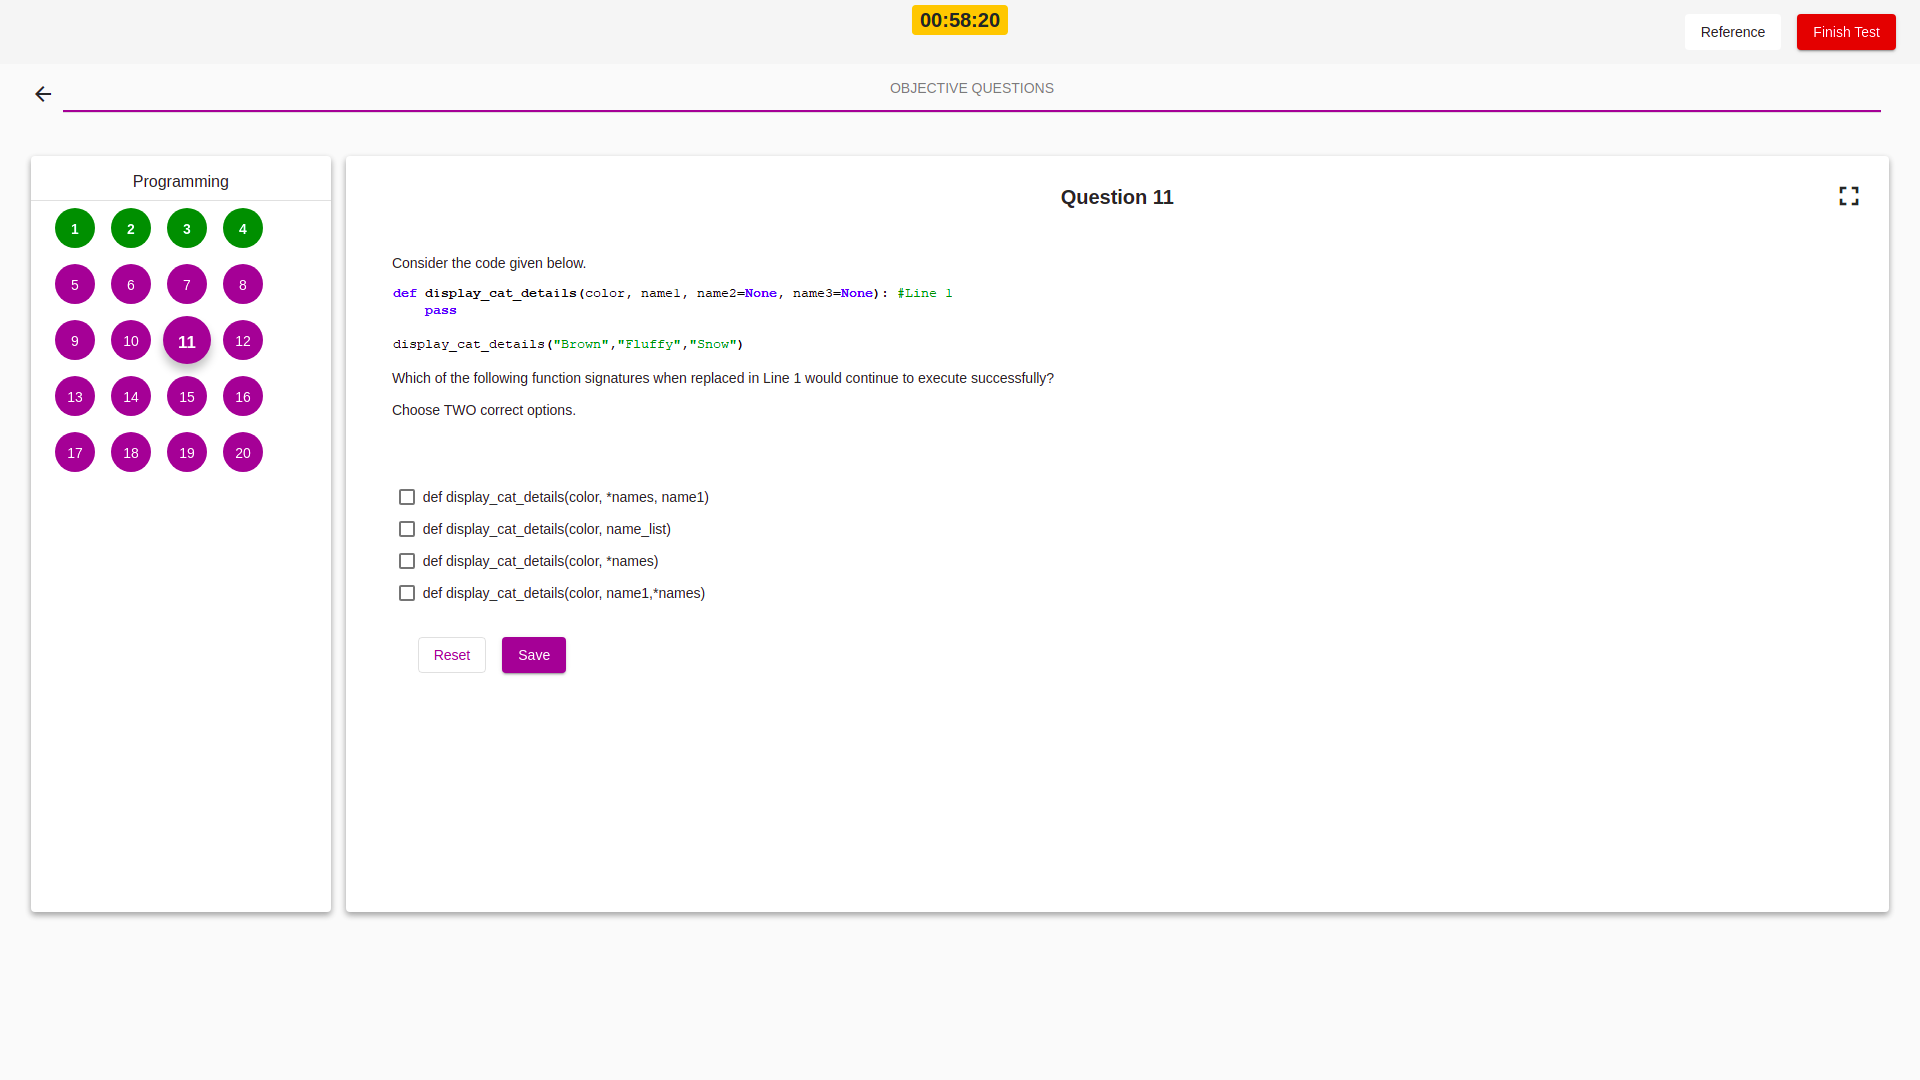 00:58:20
Reference
Finish Test
OBJECTIVE QUESTIONS
Programming
1 2 3 4
5 6 7 8
9 10 11 12
13 14 15 16
17 18 19 20
Question 11
Consider the code given below.
def display_cat_details(color, name1, name2=None, name3=None): #Line 1
    pass
display_cat_details("Brown","Fluffy","Snow")
Which of the following function signatures when replaced in Line 1 would continue to execute successfully?
Choose TWO correct options.
def display_cat_details(color, *names, name1)
def display_cat_details(color, name_list)
def display_cat_details(color, *names)
def display_cat_details(color, name1,*names)
Reset
Save